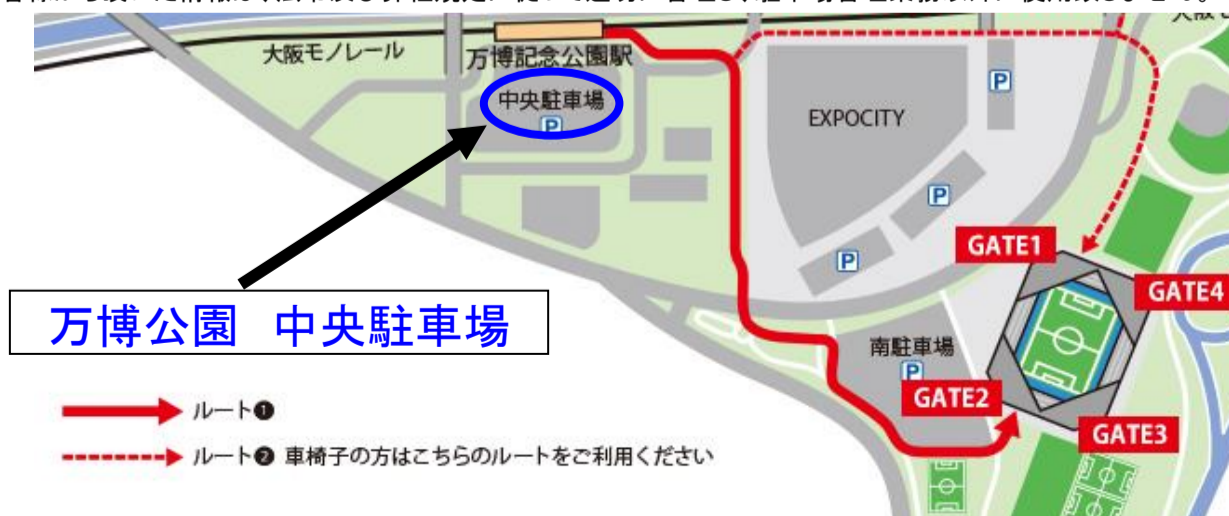 大阪モノレール
万博記念公園駅
中央駐車場
P
EXPOCITY
P
P
P
GATE1
GATE4
万博公園 中央駐車場
南駐車場
P
GATE2
GATE3
ルート❶
ルート❷ 車椅子の方はこちらのルートをご利用ください